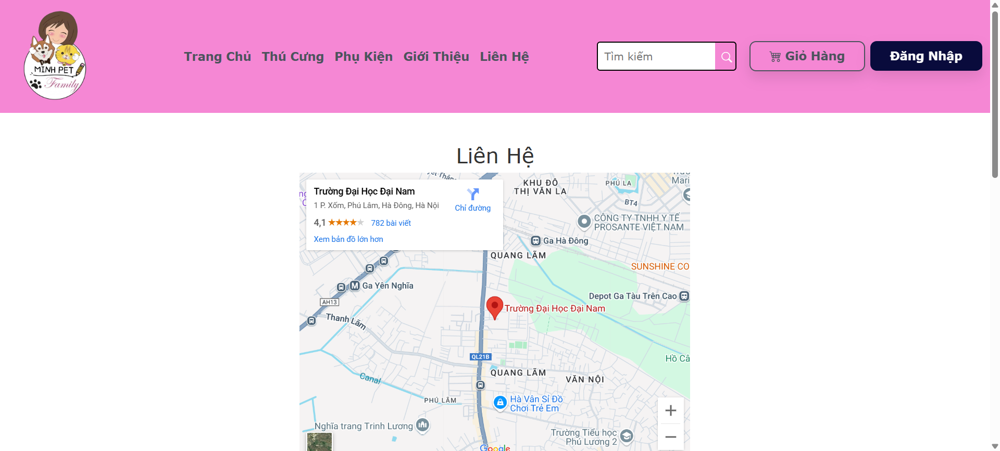 MINH PET
Family
Trang Chủ
Thú Cưng
Phụ Kiện
Giới Thiệu
Liên Hệ
Tìm kiếm
Giỏ Hàng
Đăng Nhập
Liên Hệ
Trường Đại Học Đại Nam
1 P. Xốm, Phú Lâm, Hà Đông, Hà Nội
4,1
782 bài viết
Xem bản đồ lớn hơn
Chỉ đường
KHU ĐÔ
THỊ VĂN LA
PHÚ LA
Mari
BT4
CÔNG TY TNHH Y TẾ
PROSANTE VIỆT NAM
Ga Hà Đông
QUANG LÃM
SUNSHINE CO
Ga Yên Nghĩa
Depot Ga Tàu Trên Cao
AH13
Trường Đại Học Đại Nam
Thanh Lãm
QL21B
Hồ Câ
QUANG LÃM
VĂN NỘI
Canal
PHÚ LÃM
Hà Vân Sỉ Đồ
Chơi Trẻ Em
Nghĩa trang Trinh Lương
Trường Tiểu học
Phú Lương 2
Google